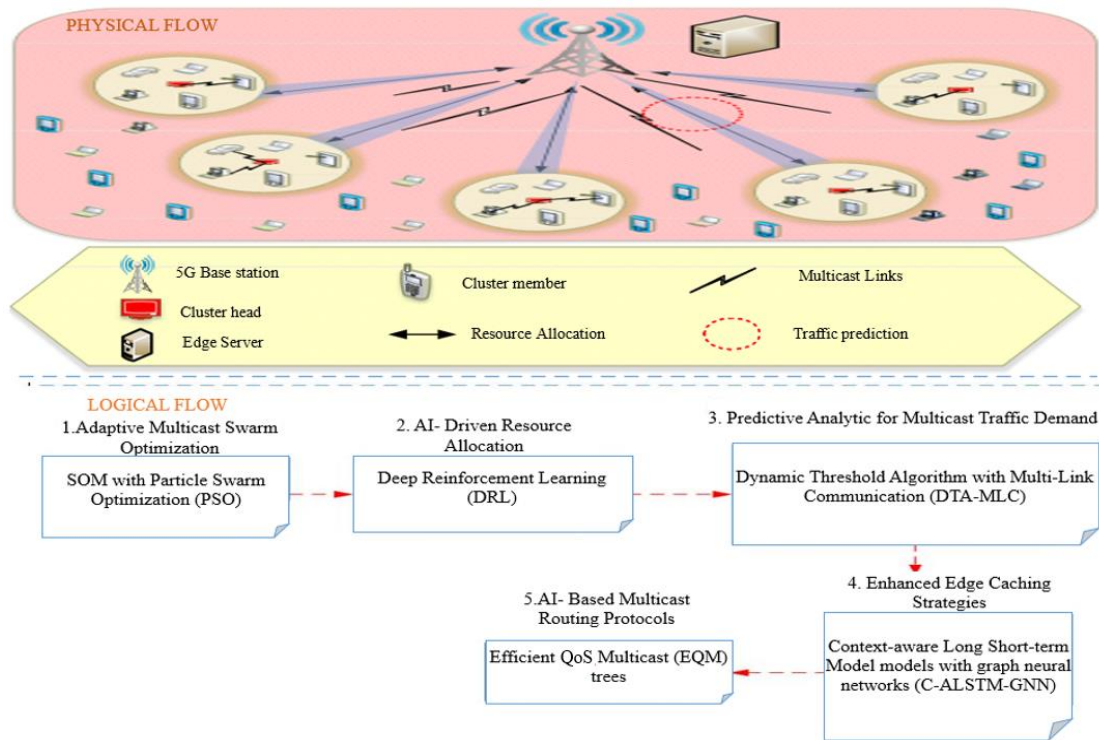 PHYSICAL FLOW
5G Base station
Cluster member
Multicast Links
Cluster head
Resource Allocation
Traffic prediction
Edge Server
LOGICAL FLOW
1.Adaptive Multicast Swarm
Optimization
SOM with Particle Swarm
Optimization (PSO)
2. AI- Driven Resource
Allocation
Deep Reinforcement Learning
(DRL)
3. Predictive Analytic for Multicast Traffic Demand
Dynamic Threshold Algorithm with Multi-Link
Communication (DTA-MLC)
4. Enhanced Edge Caching
Strategies
Context-aware Long Short-term
Model models with graph neural
networks (C-ALSTM-GNN)
5.AI- Based Multicast
Routing Protocols
Efficient QoS Multicast (EQM)
trees